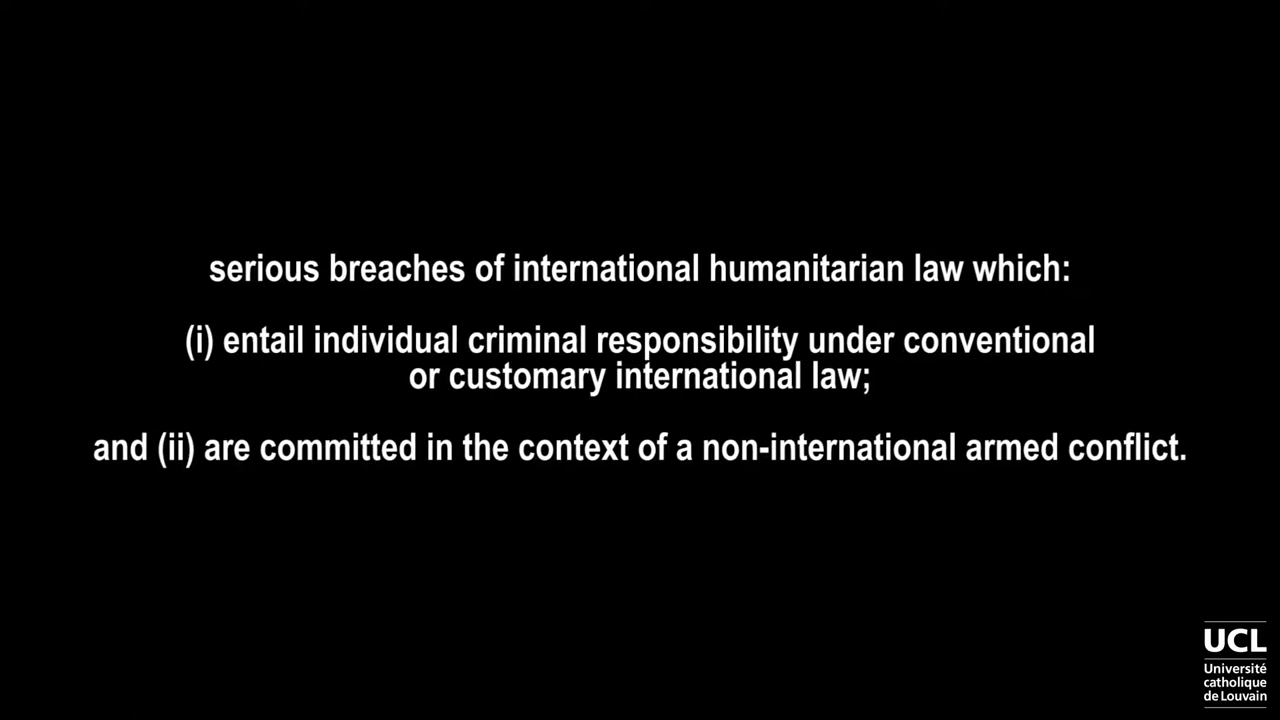 serious breaches of international humanitarian law which:
(i) entail individual criminal responsibility under conventional
or customary international law;
and (ii) are committed in the context of a non-international armed conflict.
UCL
Université
catholique
de Louvain